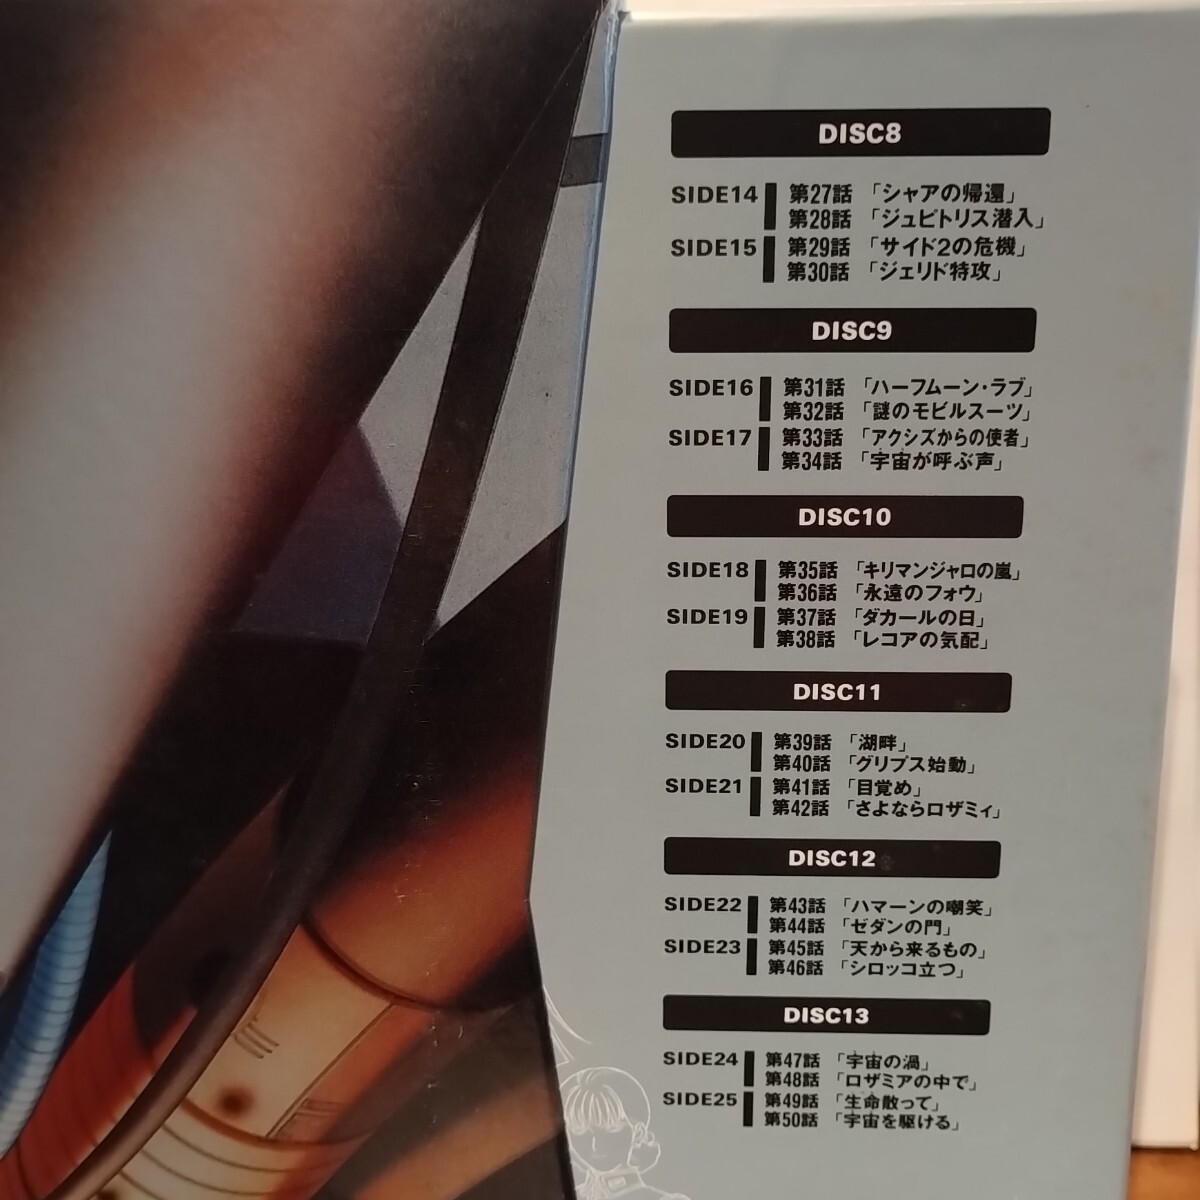 DISC8
SIDE14 第27話 「シャアの帰還」
第28話 「ジュピトリス潜入」
SIDE15 第29話 「サイド2の危機」
第30話 「ジェリド特攻」
DISC9
SIDE16 第31話 「ハーフムーン・ラブ」
第32話 「謎のモビルスーツ」
SIDE17 第33話 「アクシズからの使者」
第34話 「宇宙が呼ぶ声」
DISC10
SIDE18 第35話 「キリマンジャロの嵐」
第36話 「永遠のフォウ」
SIDE19 第37話 「ダカールの日」
第38話 「レコアの気配」
DISC11
SIDE20 第39話 「湖畔」
第40話 「グリプス始動」
SIDE21 第41話 「目覚め」
第42話 「さよならロザミィ」
DISC12
SIDE22 第43話 「ハマーンの嘲笑」
第44話 「ゼダンの門」
SIDE23 第45話 「天から来るもの」
第46話 「シロッコ立つ」
DISC13
SIDE24 第47話 「宇宙の渦」
第48話 「ロザミアの中で」
SIDE25 第49話 「生命散って」
第50話 「宇宙を駆ける」